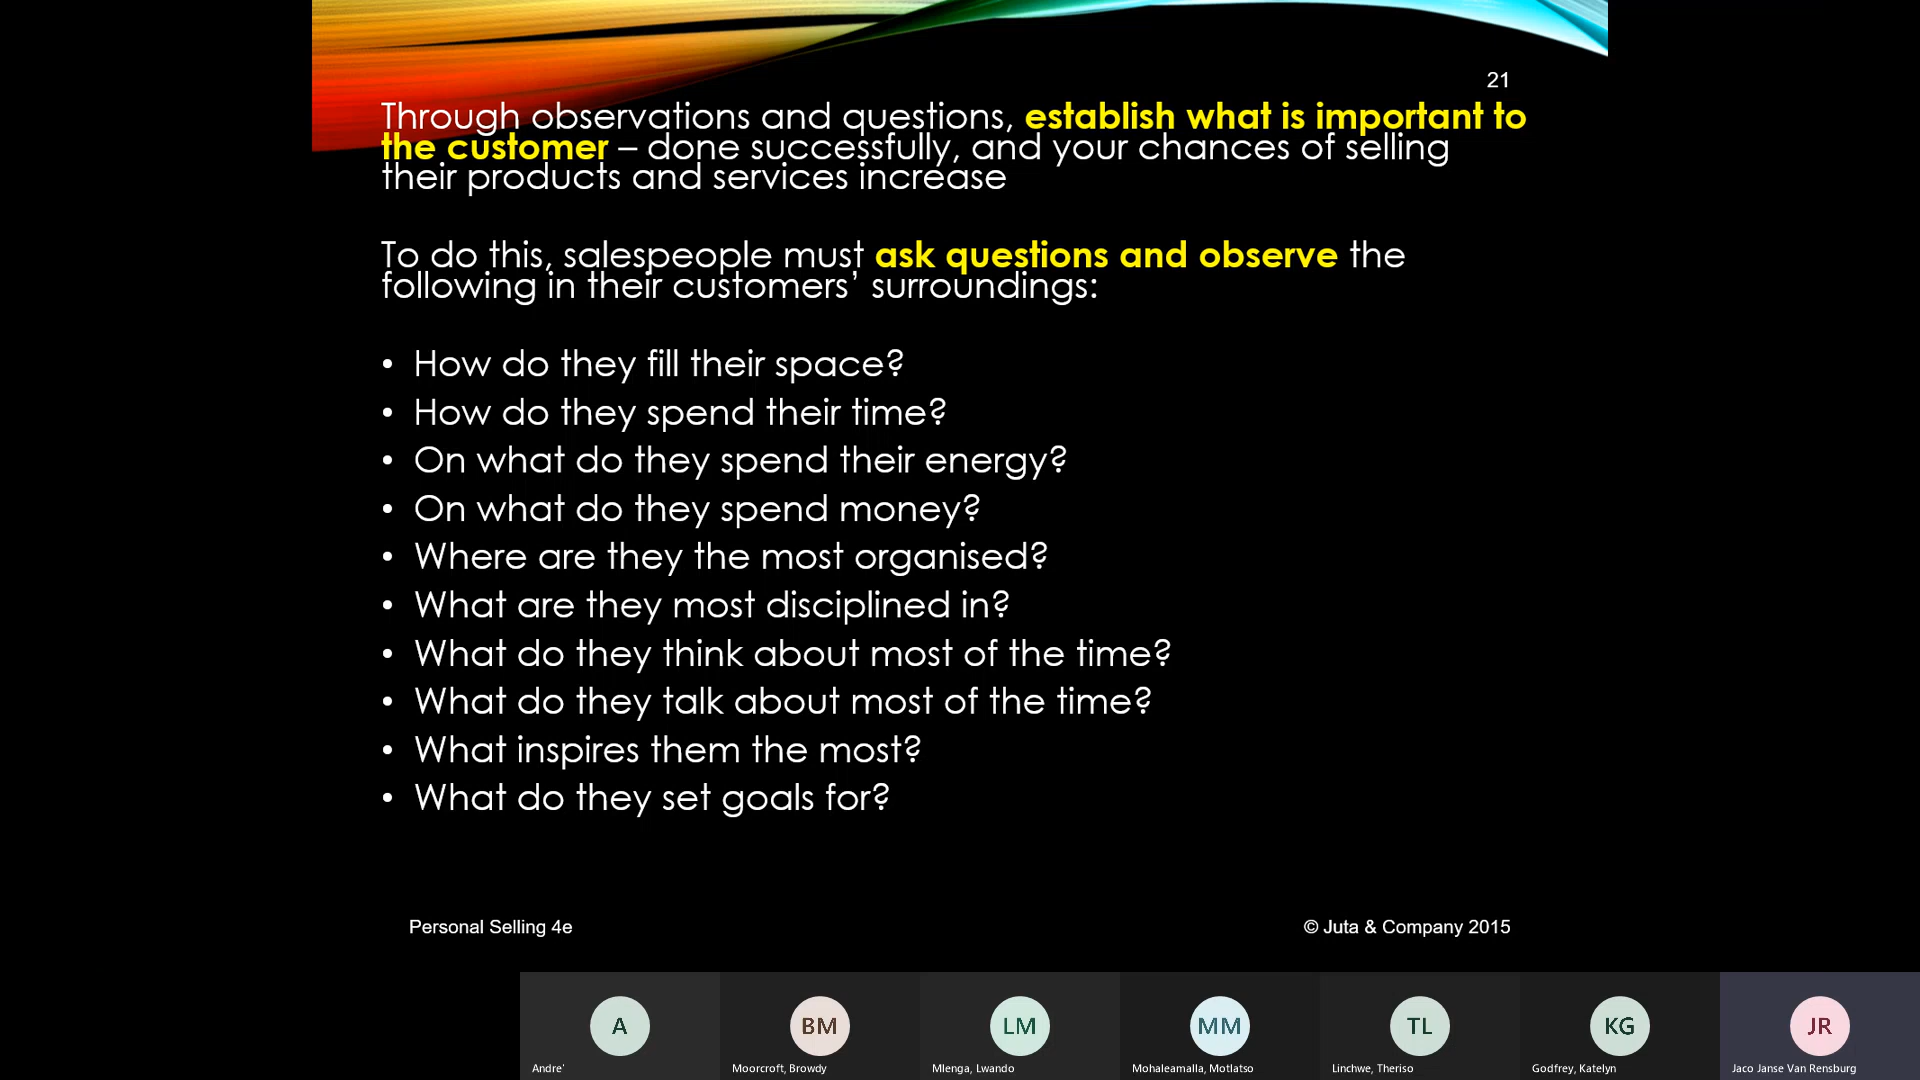 21
Through observations and questions, establish what is important to
the customer – done successfully, and your chances of selling
their products and services increase
To do this, salespeople must ask questions and observe the
following in their customers’ surroundings:
• How do they fill their space?
• How do they spend their time?
• On what do they spend their energy?
• On what do they spend money?
• Where are they the most organised?
• What are they most disciplined in?
• What do they think about most of the time?
• What do they talk about most of the time?
• What inspires them the most?
• What do they set goals for?
Personal Selling 4e
© Juta & Company 2015
A
BM
LM
MM
TL
KG
JR
Andre'
Moorcroft, Browdy
Mlenga, Lwando
Mohaleamalla, Motlatso
Linchwe, Theriso
Godfrey, Katelyn
Jaco Janse Van Rensburg